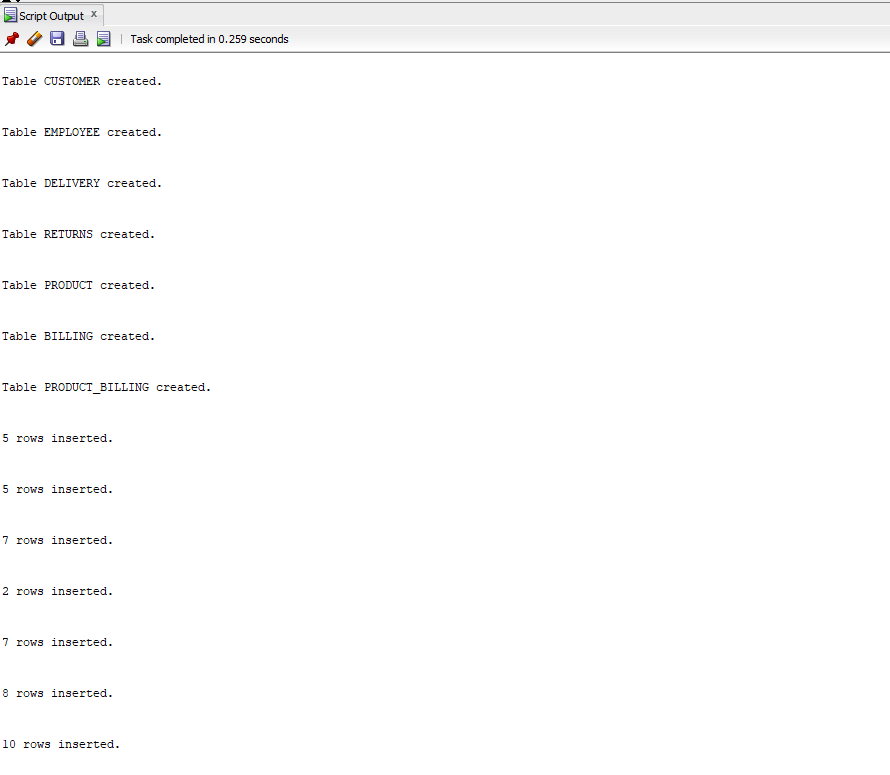 Script Output x
Task completed in 0.259 seconds
Table CUSTOMER created.
Table EMPLOYEE created.
Table DELIVERY created.
Table RETURNS created.
Table PRODUCT created.
Table BILLING created.
Table PRODUCT_BILLING created.
5 rows inserted.
5 rows inserted.
7 rows inserted.
2 rows inserted.
7 rows inserted.
8 rows inserted.
10 rows inserted.